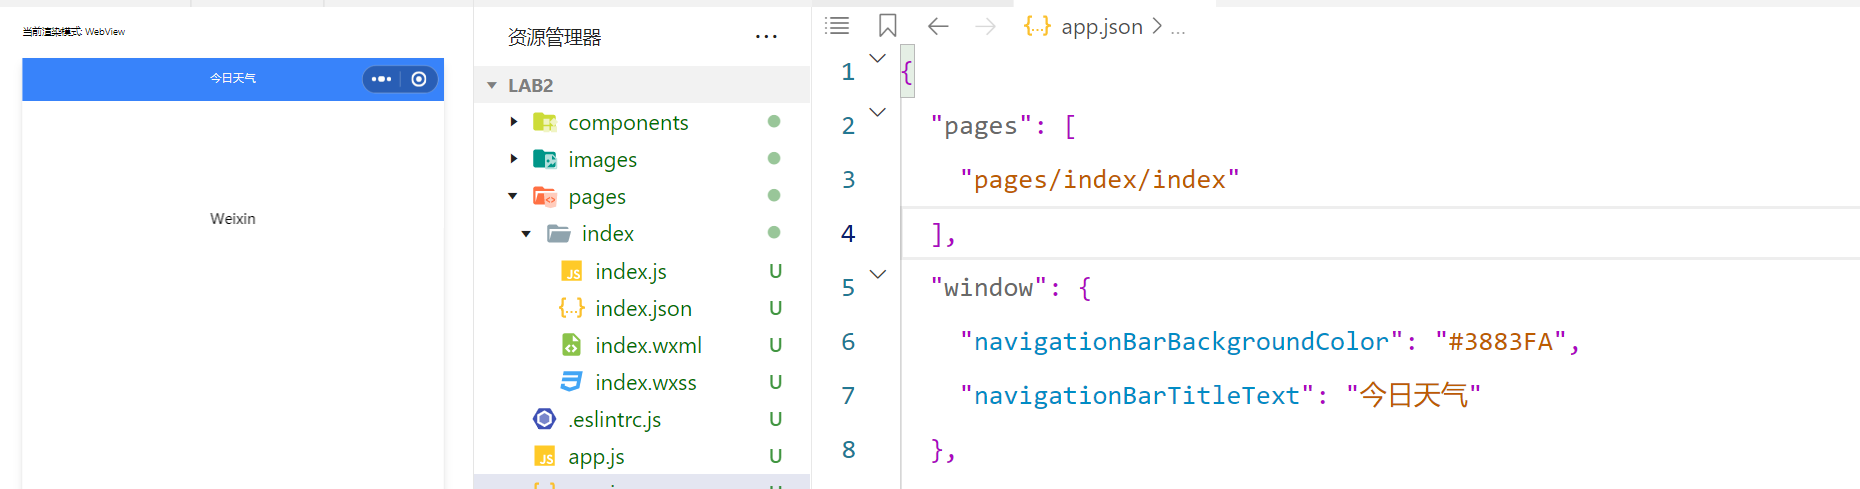 当前渲染模式: WebView
今日天气
Weixin
资源管理器
LAB2
components
images
pages
index
index.js U
index.json U
index.wxml U
index.wxss U
.eslintrc.js U
app.js U
app.json > ...
1 {
2 "pages": [
3 "pages/index/index"
4 ],
5 "window": {
6 "navigationBarBackgroundColor": "#3883FA",
7 "navigationBarTitleText": "今日天气"
8 },